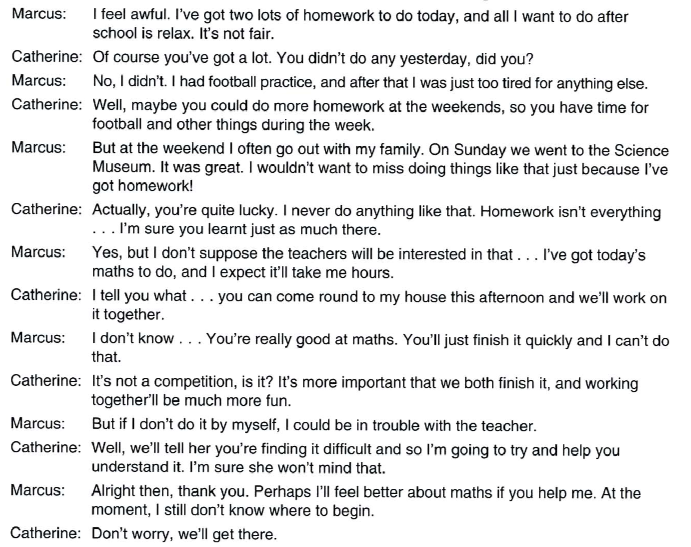 Marcus: I feel awful. I've got two lots of homework to do today, and all I want to do after
school is relax. It's not fair.
Catherine: Of course you've got a lot. You didn't do any yesterday, did you?
Marcus: No, I didn't. I had football practice, and after that I was just too tired for anything else.
Catherine: Well, maybe you could do more homework at the weekends, so you have time for
football and other things during the week.
Marcus: But at the weekend I often go out with my family. On Sunday we went to the Science
Museum. It was great. I wouldn't want to miss doing things like that just because I've
got homework!
Catherine: Actually, you're quite lucky. I never do anything like that. Homework isn't everything
. . . I'm sure you learnt just as much there.
Marcus: Yes, but I don't suppose the teachers will be interested in that . . . I've got today's
maths to do, and I expect it'll take me hours.
Catherine: I tell you what . . . you can come round to my house this afternoon and we'll work on
it together.
Marcus: I don't know . . . You're really good at maths. You'll just finish it quickly and I can't do
that.
Catherine: It's not a competition, is it? It's more important that we both finish it, and working
together'll be much more fun.
Marcus: But if I don't do it by myself, I could be in trouble with the teacher.
Catherine: Well, we'll tell her you're finding it difficult and so I'm going to try and help you
understand it. I'm sure she won't mind that.
Marcus: Alright then, thank you. Perhaps I'll feel better about maths if you help me. At the
moment, I still don't know where to begin.
Catherine: Don't worry, we'll get there.